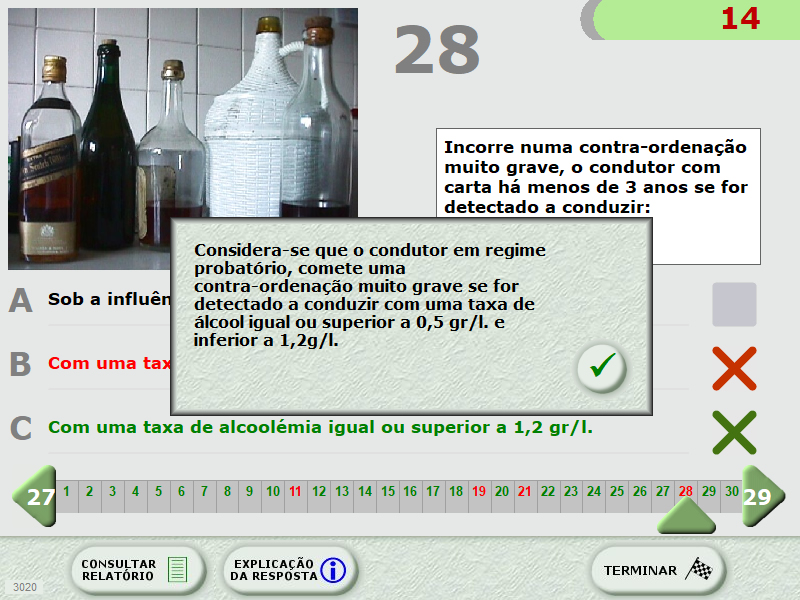 28
14
Incorre numa contra-ordenação
muito grave, o condutor com
carta há menos de 3 anos se for
detectado a conduzir:
Considera-se que o condutor em regime
probatório, comete uma
contra-ordenação muito grave se for
detectado a conduzir com uma taxa de
álcool igual ou superior a 0,5 gr/l. e
inferior a 1,2g/l.
A Sob a
B Com uma
C Com uma taxa de alcoolémia igual ou superior a 1,2 gr/l.
27 1 2 3 4 5 6 7 8 9 10 11 12 13 14 15 16 17 18 19 20 21 22 23 24 25 26 27 28 29 30 29
CONSULTAR
RELATÓRIO
EXPLICAÇÃO
DA RESPOSTA
TERMINAR
3020